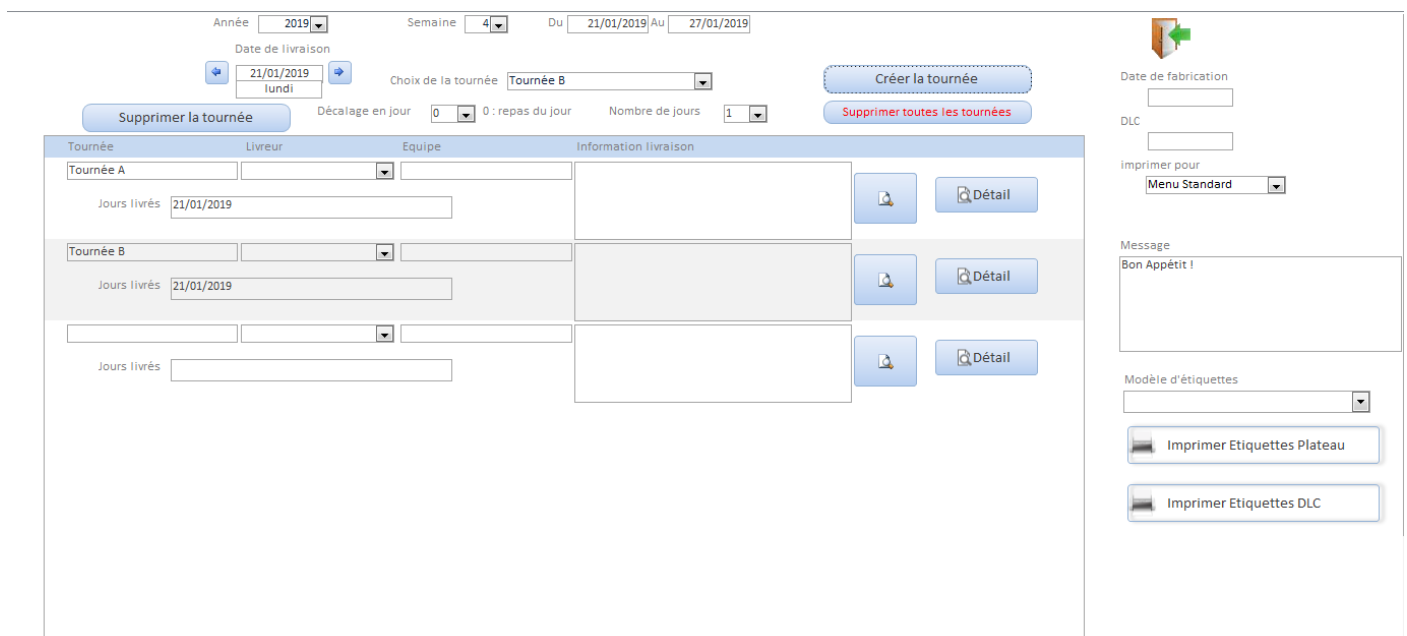 Année 2019 Semaine 4 Du 21/01/2019 Au 27/01/2019
Date de livraison
21/01/2019
lundi
Choix de la tournée Tournée B
Créer la tournée
Supprimer la tournée
Décalage en jour 0 0 : repas du jour Nombre de jours 1
Supprimer toutes les tournées
Tournée Livreur Equipe Information livraison
Tournée A
Jours livrés 21/01/2019
Détail
Tournée B
Jours livrés 21/01/2019
Détail
Jours livrés
Détail
Date de fabrication
DLC
imprimer pour
Menu Standard
Message
Bon Appétit !
Modèle d'étiquettes
Imprimer Etiquettes Plateau
Imprimer Etiquettes DLC